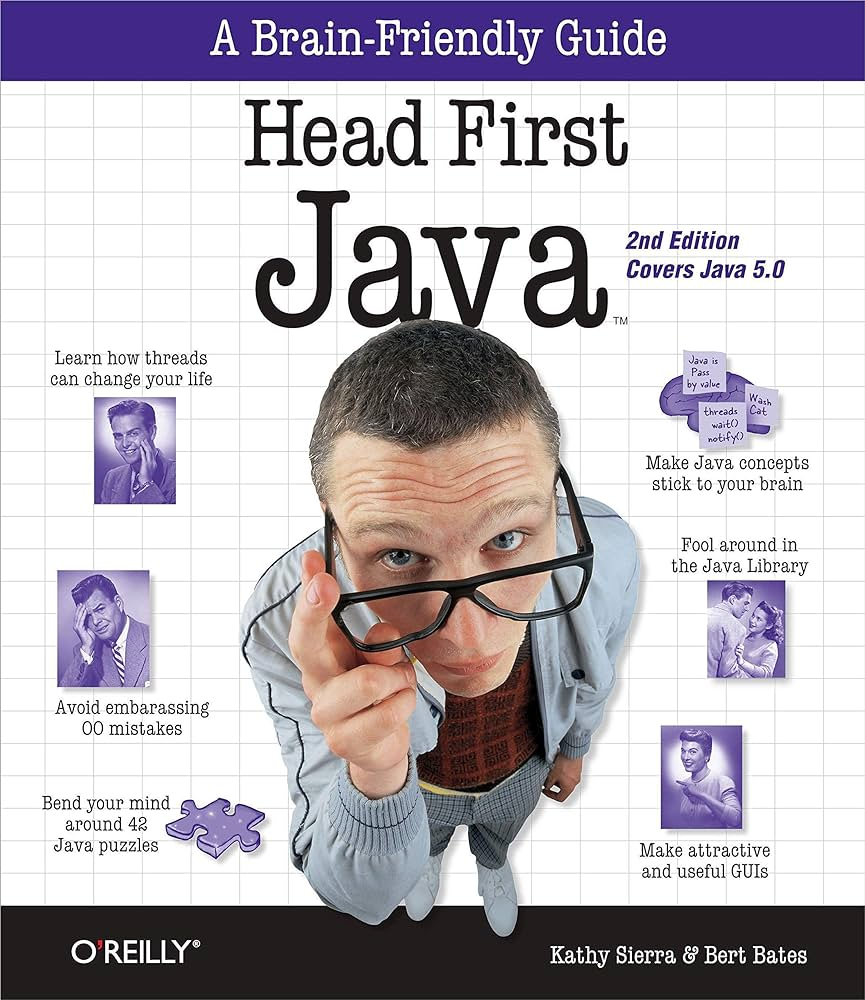 A Brain-Friendly Guide
Head First
Java
™
2nd Edition
Covers Java 5.0
Learn how threads
can change your life
Java is
Pass
by value
Wash
Cat
threads
wait()
notify()
Make Java concepts
stick to your brain
Fool around in
the Java Library
Avoid embarassing
OO mistakes
Bend your mind
around 42
Java puzzles
Make attractive
and useful GUIs
O'REILLY®
Kathy Sierra & Bert Bates